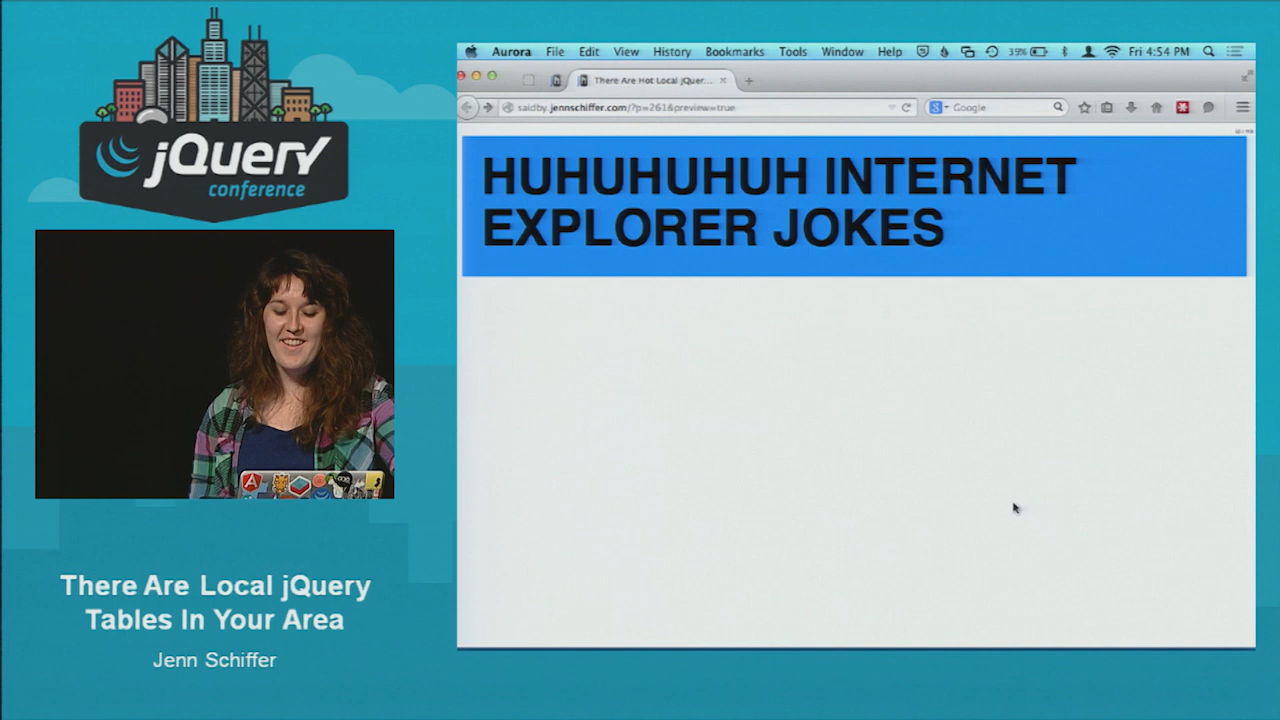 jQuery
conference
There Are Local jQuery
Tables In Your Area
Jenn Schiffer
Aurora File Edit View History Bookmarks Tools Window Help 39% Fri 4:54 PM
There Are Hot Local jQuer...
saidby.jennschiffer.com/?p=261&preview=true
Google
HUHUHUHUH INTERNET
EXPLORER JOKES